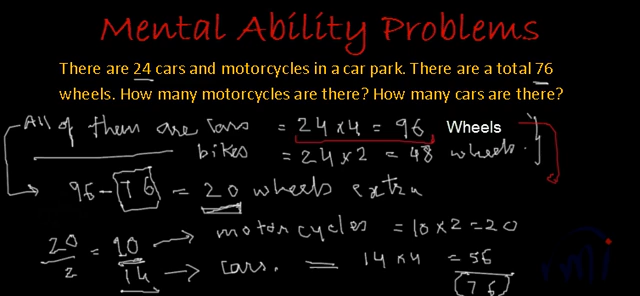 Mental Ability Problems
There are 24 cars and motorcycles in a car park. There are a total 76
wheels. How many motorcycles are there? How many cars are there?
All of them are cars = 24 x 4 = 96 Wheels
bikes = 24 x 2 = 48 wheels.
96 - 76 = 20 wheels extra
20/2 = 10 → motorcycles = 10 x 2 = 20
14 → Cars. = 14 x 4 = 56
76